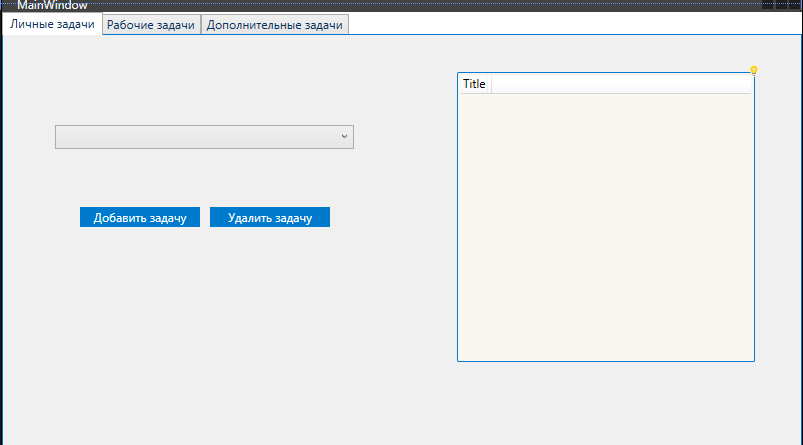 MainWindow
Личные задачи Рабочие задачи Дополнительные задачи
Title
Добавить задачу Удалить задачу